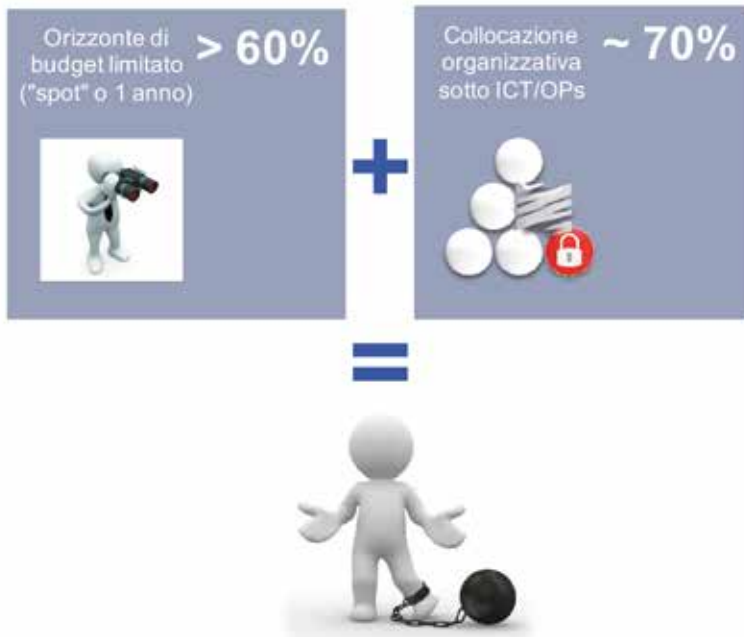 Orizzonte di
budget limitato
("spot" o 1 anno)
> 60%
Collocazione
organizzativa
sotto ICT/OPs
~ 70%
+
=